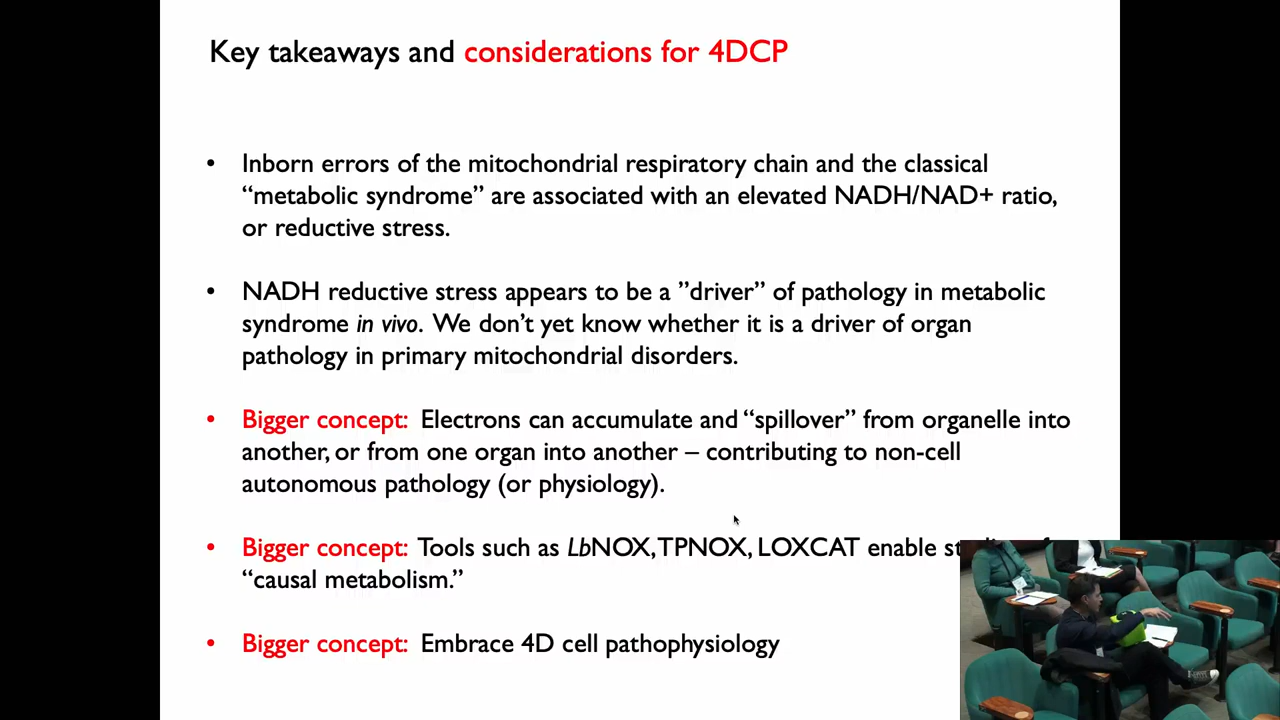 Key takeaways and considerations for 4DCP
• Inborn errors of the mitochondrial respiratory chain and the classical
“metabolic syndrome” are associated with an elevated NADH/NAD+ ratio,
or reductive stress.
• NADH reductive stress appears to be a ”driver” of pathology in metabolic
syndrome in vivo. We don’t yet know whether it is a driver of organ
pathology in primary mitochondrial disorders.
• Bigger concept: Electrons can accumulate and “spillover” from organelle into
another, or from one organ into another – contributing to non-cell
autonomous pathology (or physiology).
• Bigger concept: Tools such as LbNOX, TPNOX, LOXCAT enable
“causal metabolism.”
• Bigger concept: Embrace 4D cell pathophysiology